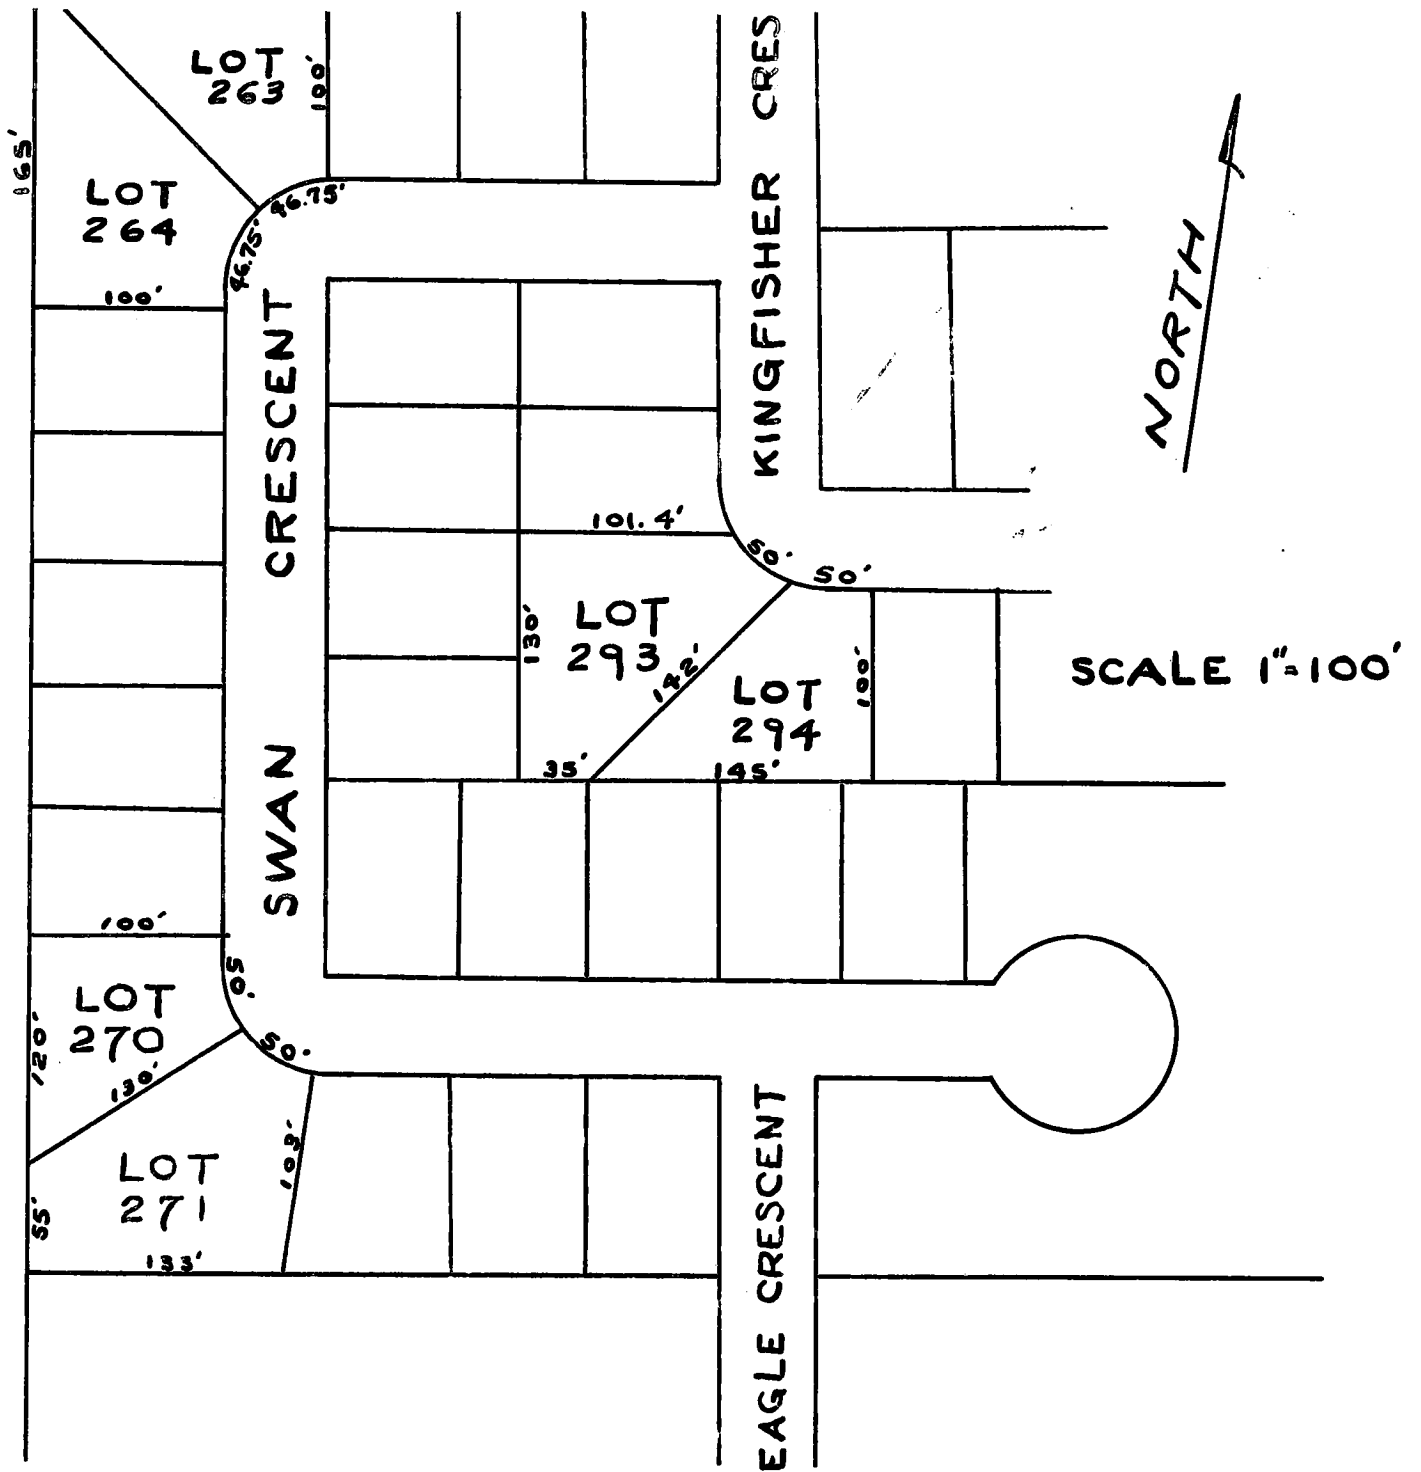 LOT
263
100'
KINGFISHER CRES
165'
LOT
264
46.75'
46.75'
100'
NORTH
SWAN CRESCENT
101.4'
50'
50'
LOT
293
130'
142'
35'
LOT
294
100'
145'
SCALE 1"=100'
100'
50'
50'
LOT
270
120'
130'
LOT
271
103'
55'
133'
EAGLE CRESCENT